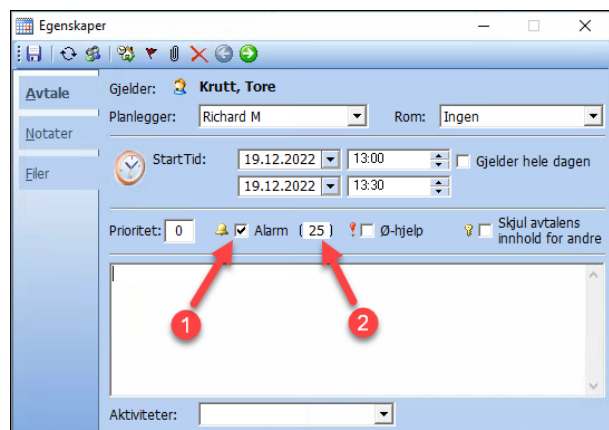 Egenskaper
Avtale
Notater
Filer
Gjelder: Krutt, Tore
Planlegger: Richard M Rom: Ingen
StartTid: 19.12.2022 13:00 Gjelder hele dagen
19.12.2022 13:30
Prioritet: 0 Alarm ( 25 ) Ø-hjelp Skjul avtalens
innhold for andre
1
2
Aktiviteter: